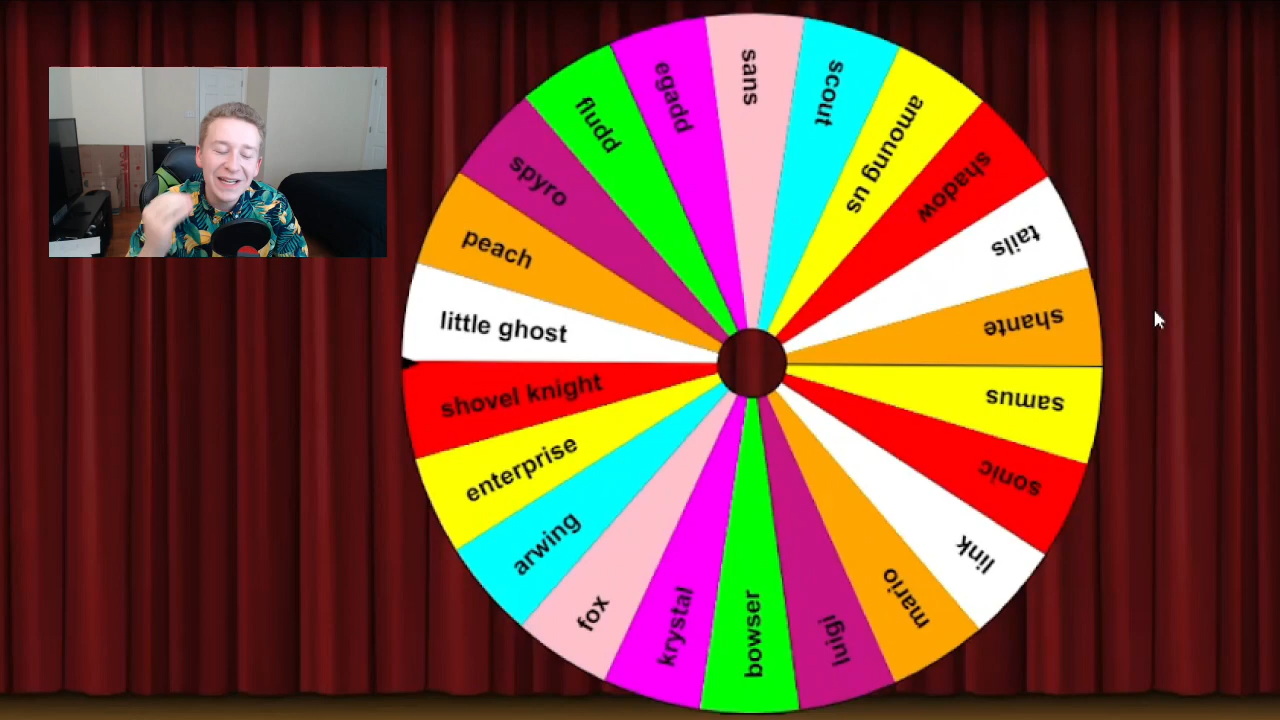 sans
scout
amoung us
shadow
tails
shante
samus
sonic
link
mario
luigi
bowser
krystal
fox
arwing
enterprise
shovel knight
little ghost
peach
spyro
fludd
egadd